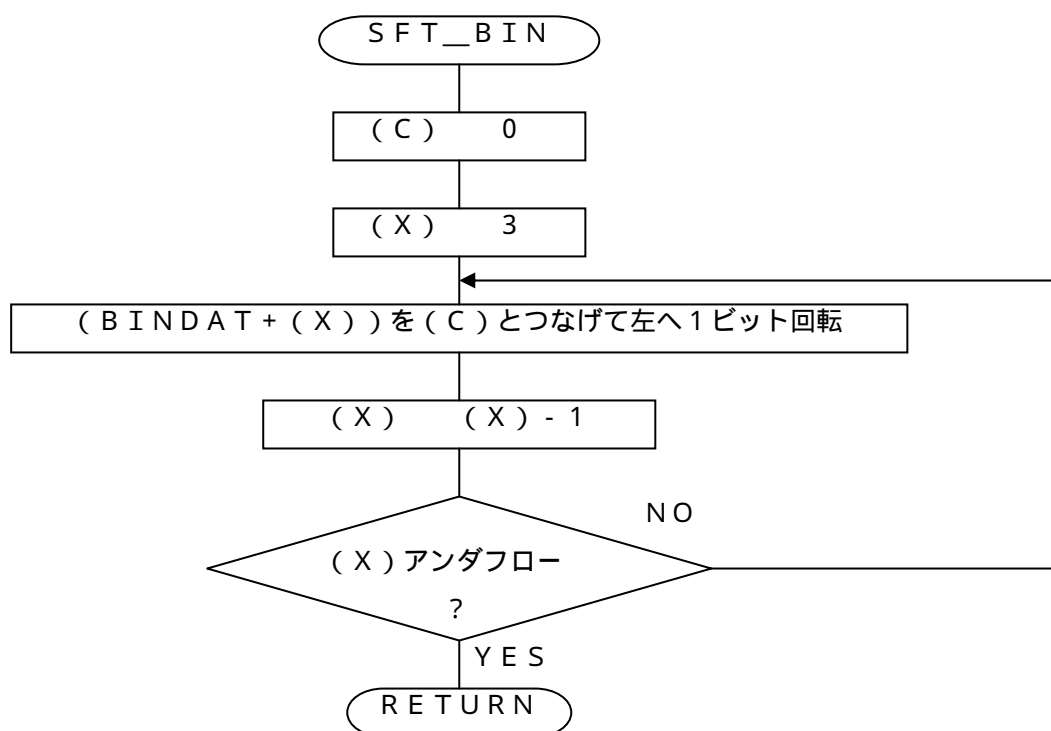 ＳＦＴ＿ＢＩＮ
（Ｃ）　　０
（Ｘ）　　３
（ＢＩＮＤＡＴ＋（Ｘ））を（Ｃ）とつなげて左へ１ビット回転
（Ｘ）　　（Ｘ）-１
ＮＯ
（Ｘ）アンダフロー
？
ＹＥＳ
ＲＥＴＵＲＮ